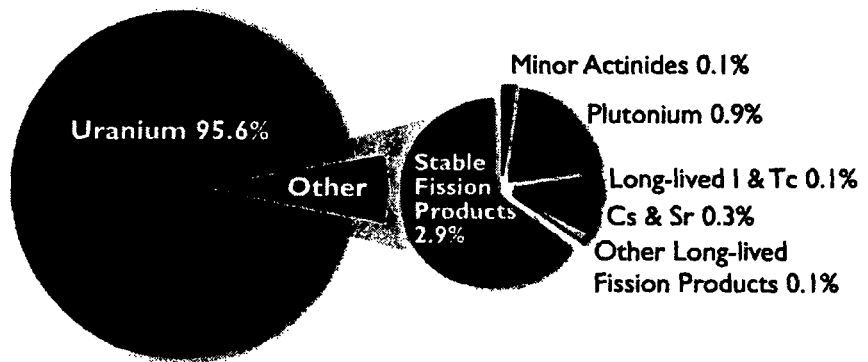 Uranium 95.6%
Other
Stable
Fission
Products
2.9%
Minor Actinides 0.1%
Plutonium 0.9%
Long-lived I & Tc 0.1%
Cs & Sr 0.3%
Other Long-lived
Fission Products 0.1%